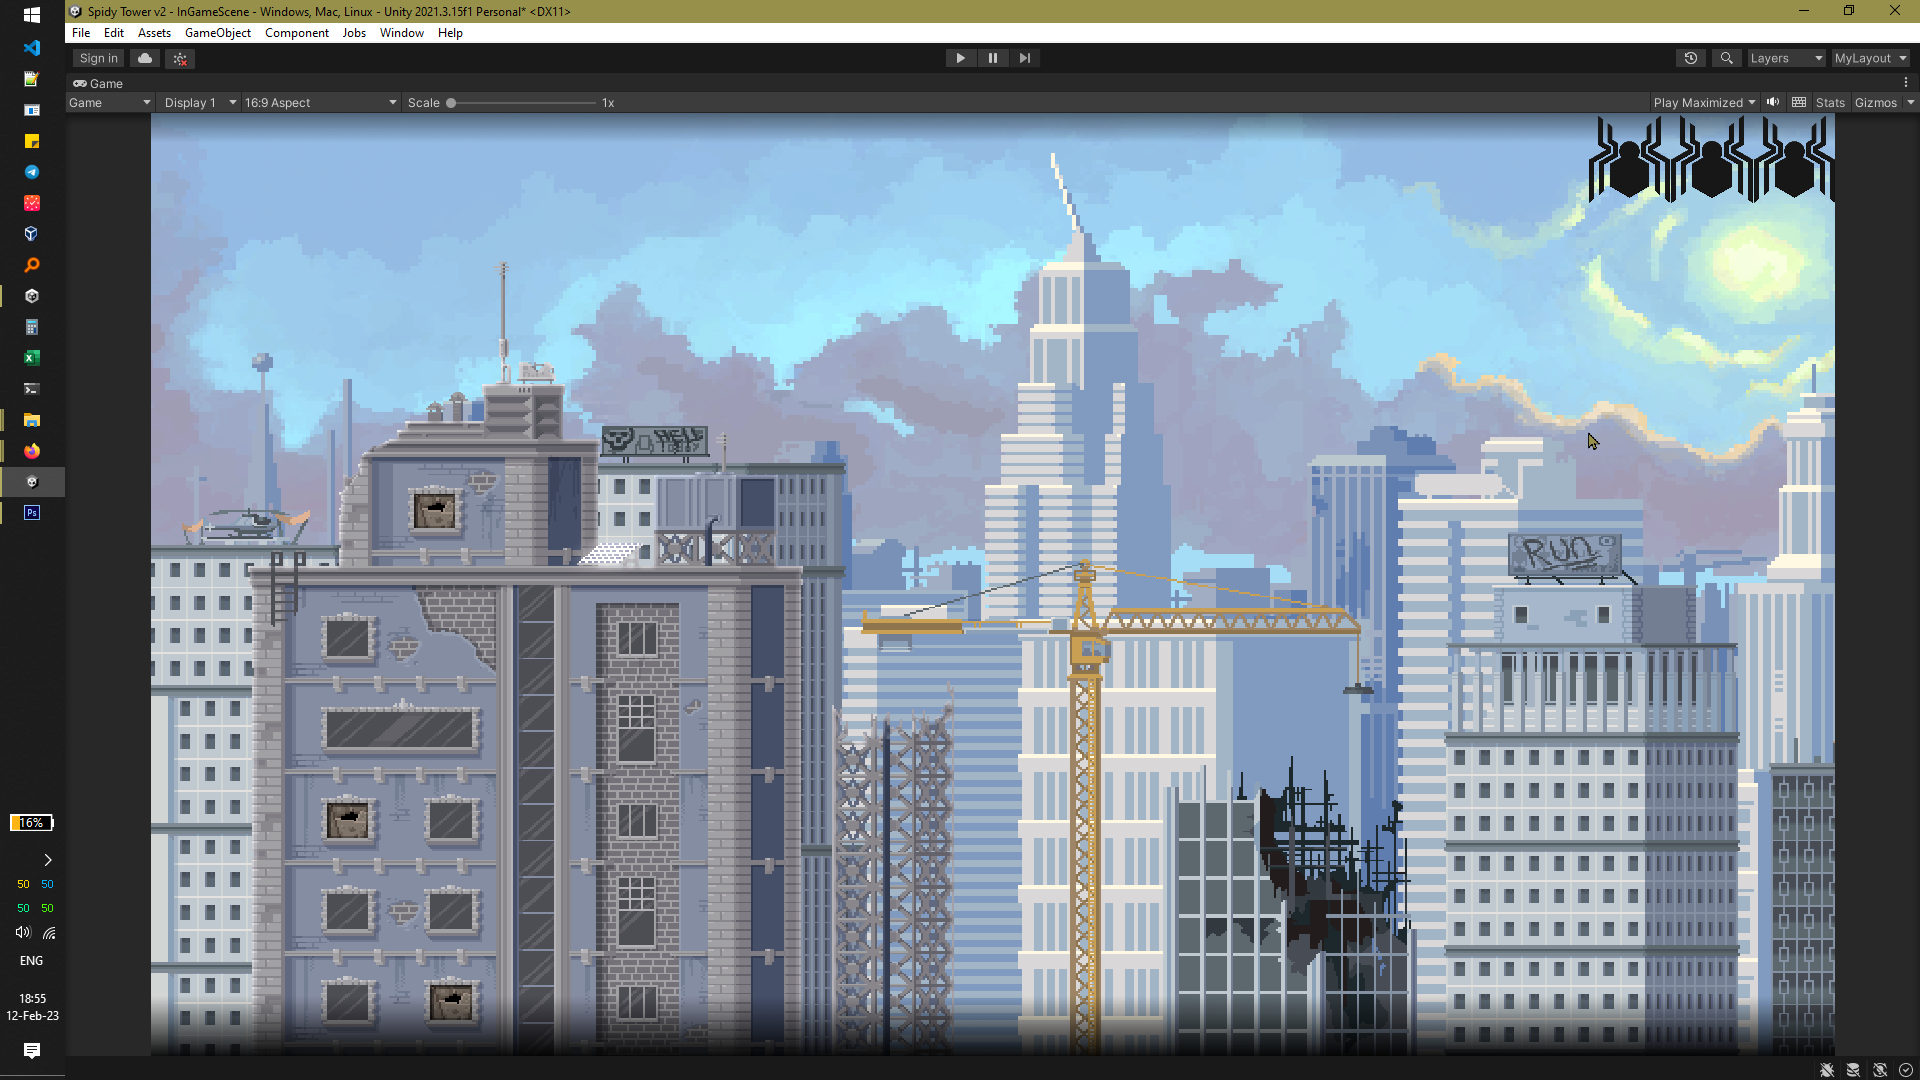 Spidy Tower v2 - InGameScene - Windows, Mac, Linux - Unity 2021.3.15f1 Personal* <DX11>
File Edit Assets GameObject Component Jobs Window Help
Sign in
Layers MyLayout
Game
Game Display 1 16:9 Aspect Scale 1x
Play Maximized Stats Gizmos
RUN
Ps
16%
50 50
50 50
ENG
18:55
12-Feb-23